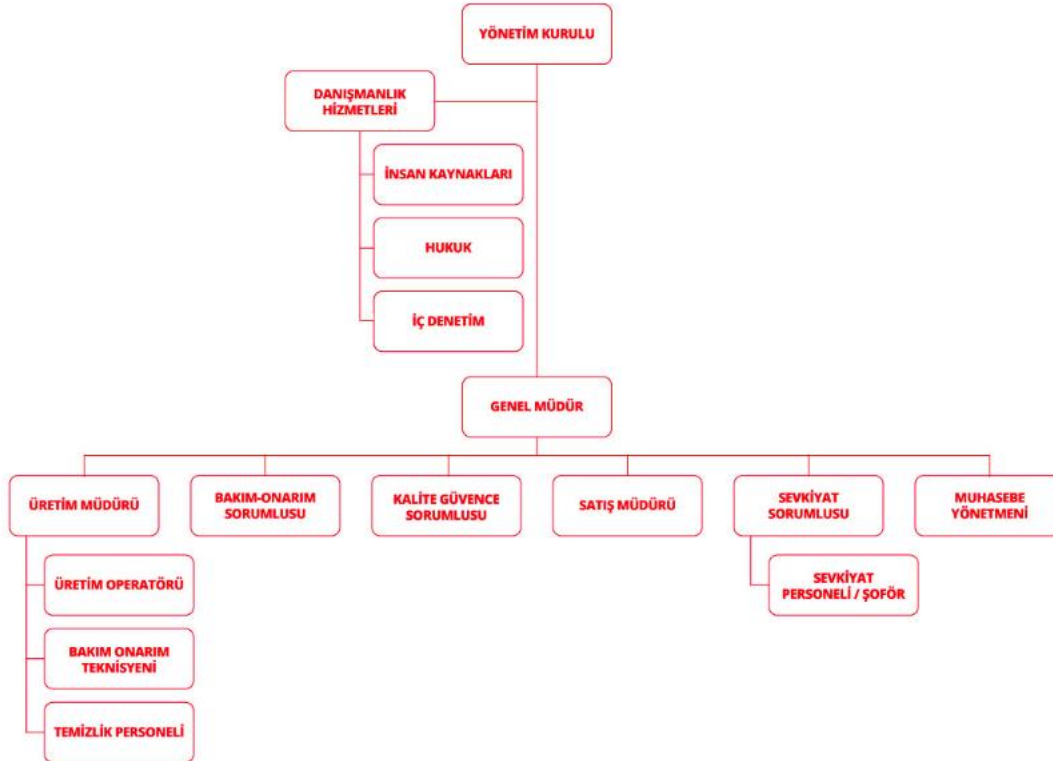 YÖNETİM KURULU
DANIŞMANLIK
HİZMETLERİ
İNSAN KAYNAKLARI
HUKUK
İÇ DENETİM
GENEL MÜDÜR
ÜRETİM MÜDÜRÜ
BAKIM-ONARIM
SORUMLUSU
KALİTE GÜVENCE
SORUMLUSU
SATIŞ MÜDÜRÜ
SEVKİYAT
SORUMLUSU
MUHASEBE
YÖNETMENİ
ÜRETİM OPERATÖRÜ
SEVKİYAT
PERSONELİ / ŞOFÖR
BAKIM ONARIM
TEKNİSYENİ
TEMİZLİK PERSONELİ